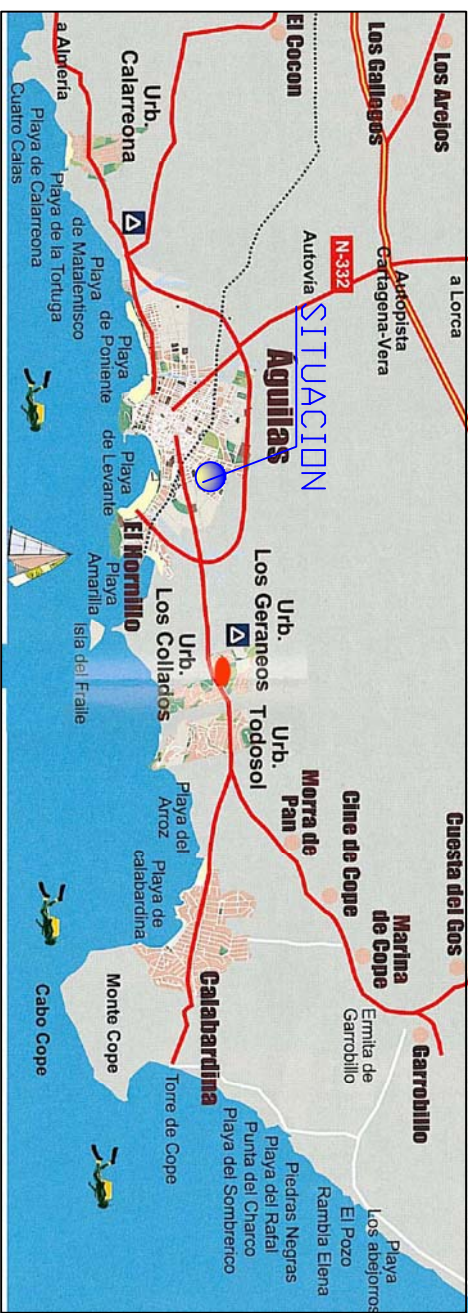 Los Arejos
Los Gallegos
El Cocon
a Lorca
Autopista
Cartagena-Vera
N-332
Autovia
SITUACION
Águilas
Urb.
Calarreona
a Almeria
Cuatro Calas
Playa de Calarreona
Playa de la Tortuga
Playa
de Matalentisco
Playa
de Poniente
Playa
de Levante
El Hornillo
Playa
Amarilla
Isla del Fraile
Urb.
Los Geraneos
Urb.
Los Collados
Urb.
Todosol
Playa del
Arroz
Playa de
calabardina
Morra de
Pan
Cine de Cope
Marina
de Cope
Cuesta del Gos
Garrobillo
Ermita de
Garrobillo
Calabardina
Monte Cope
Cabo Cope
Torre de Cope
Playa
Los abejorros
El Pozo
Rambla Elena
Piedras Negras
Playa del Rafal
Punta del Charco
Playa del Sombrerico